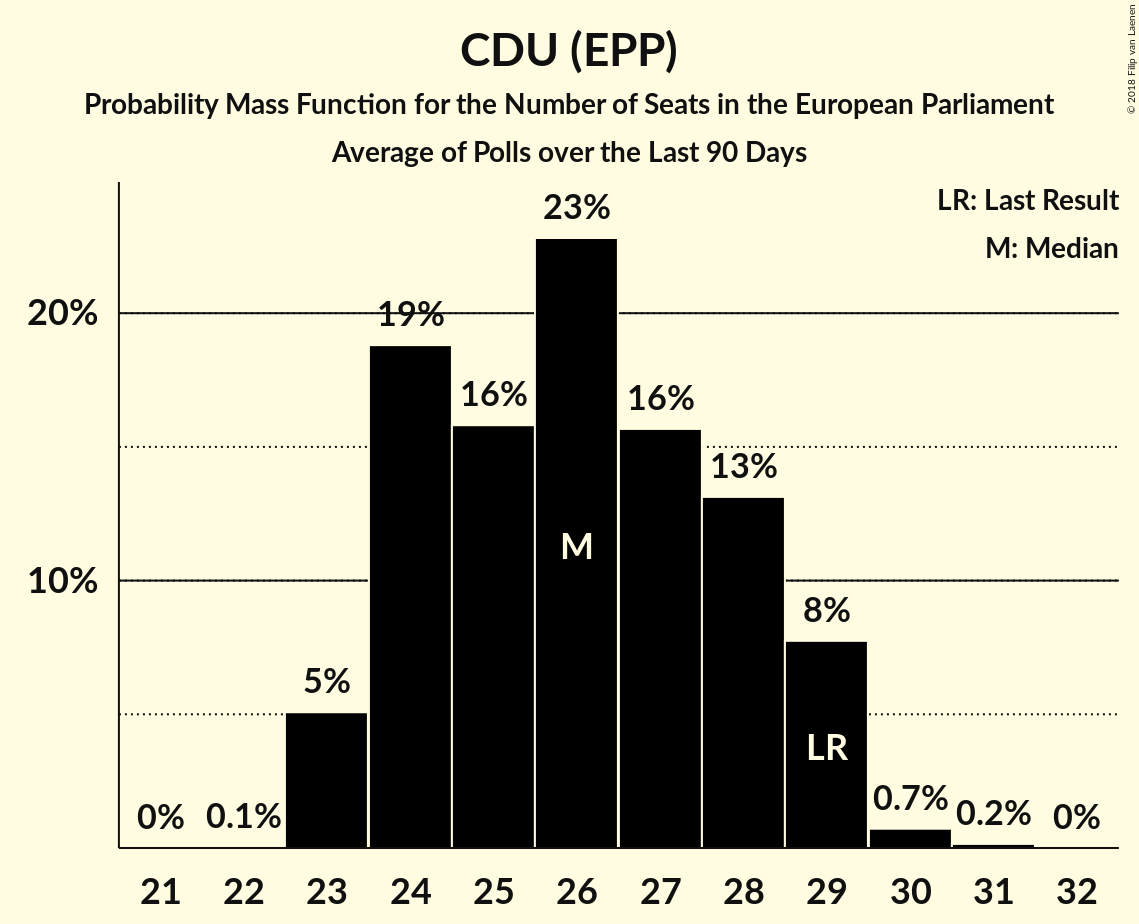 CDU (EPP)
Probability Mass Function for the Number of Seats in the European Parliament
Average of Polls over the Last 90 Days
© 2018 Filip van Laenen
LR: Last Result
M: Median
20%
10%
0%
0.1%
5%
19%
16%
23%
16%
13%
8%
0.7%
0.2%
0%
M
LR
21 22 23 24 25 26 27 28 29 30 31 32